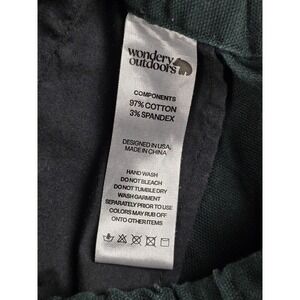 wondery
outdoors
COMPONENTS
97% COTTON
3% SPANDEX
DESIGNED IN USA,
MADE IN CHINA
HAND WASH
DO NOT BLEACH
DO NOT TUMBLE DRY
WASH GARMENT
SEPARATELY PRIOR TO USE
COLORS MAY RUB OFF
ONTO OTHER ITEMS